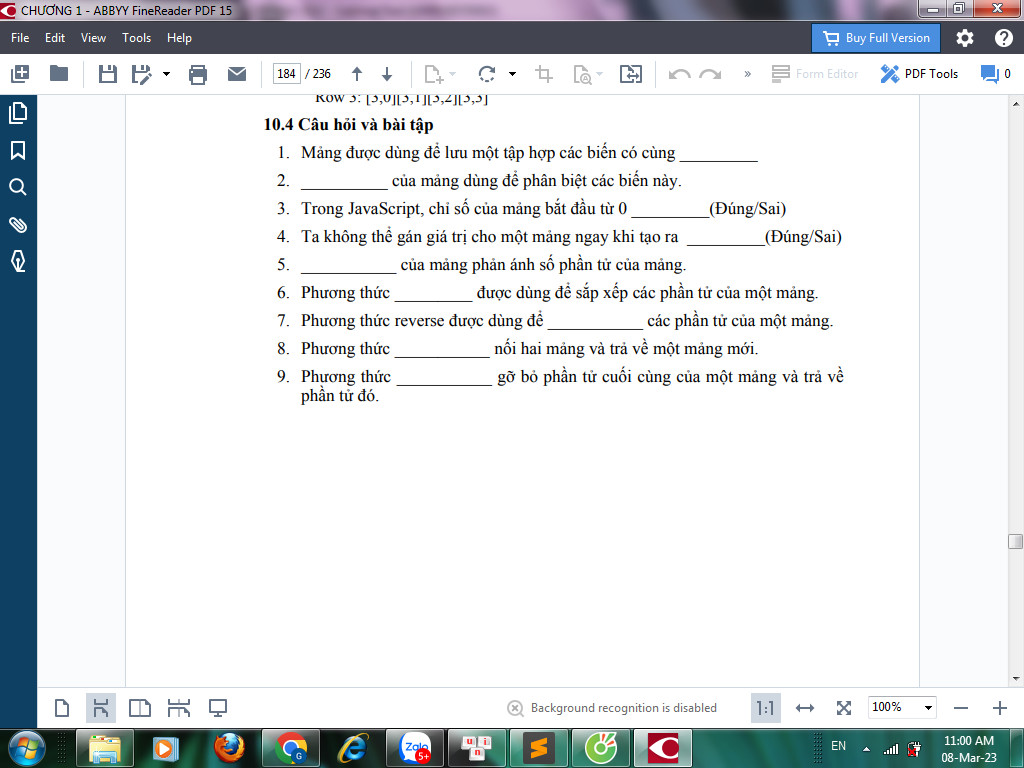 CHƯƠNG 1 - ABBYY FineReader PDF 15
File Edit View Tools Help
Buy Full Version
184 / 236
Form Editor
PDF Tools
0
Row 3: [3,0][3,1][3,2][3,3]
10.4 Câu hỏi và bài tập
1. Mảng được dùng để lưu một tập hợp các biến có cùng _________
2. __________ của mảng dùng để phân biệt các biến này.
3. Trong JavaScript, chỉ số của mảng bắt đầu từ 0 _________(Đúng/Sai)
4. Ta không thể gán giá trị cho một mảng ngay khi tạo ra _________(Đúng/Sai)
5. ___________ của mảng phản ánh số phần tử của mảng.
6. Phương thức _________ được dùng để sắp xếp các phần tử của một mảng.
7. Phương thức reverse được dùng để ___________ các phần tử của một mảng.
8. Phương thức ___________ nối hai mảng và trả về một mảng mới.
9. Phương thức ___________ gỡ bỏ phần tử cuối cùng của một mảng và trả về
phần tử đó.
Background recognition is disabled
1:1
100%
Zalo
5+
G
u i
n
EN
11:00 AM
08-Mar-23